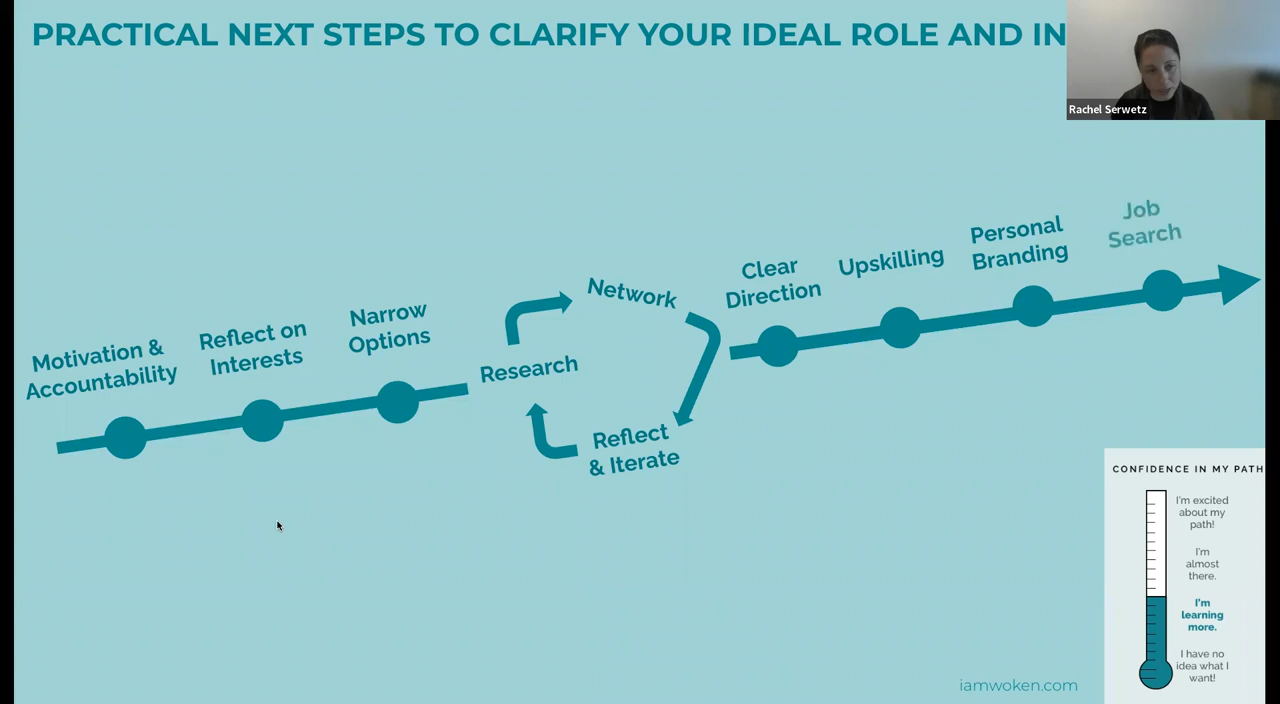 PRACTICAL NEXT STEPS TO CLARIFY YOUR IDEAL ROLE AND IN
Rachel Serwetz
Motivation &
Accountability
Reflect on
Interests
Narrow
Options
Research
Network
Reflect
& Iterate
Clear
Direction
Upskilling
Personal
Branding
Job
Search
CONFIDENCE IN MY PATH
I'm excited
about my
path!
I'm
almost
there.
I'm
learning
more.
I have no
idea what I
want!
iamwoken.com